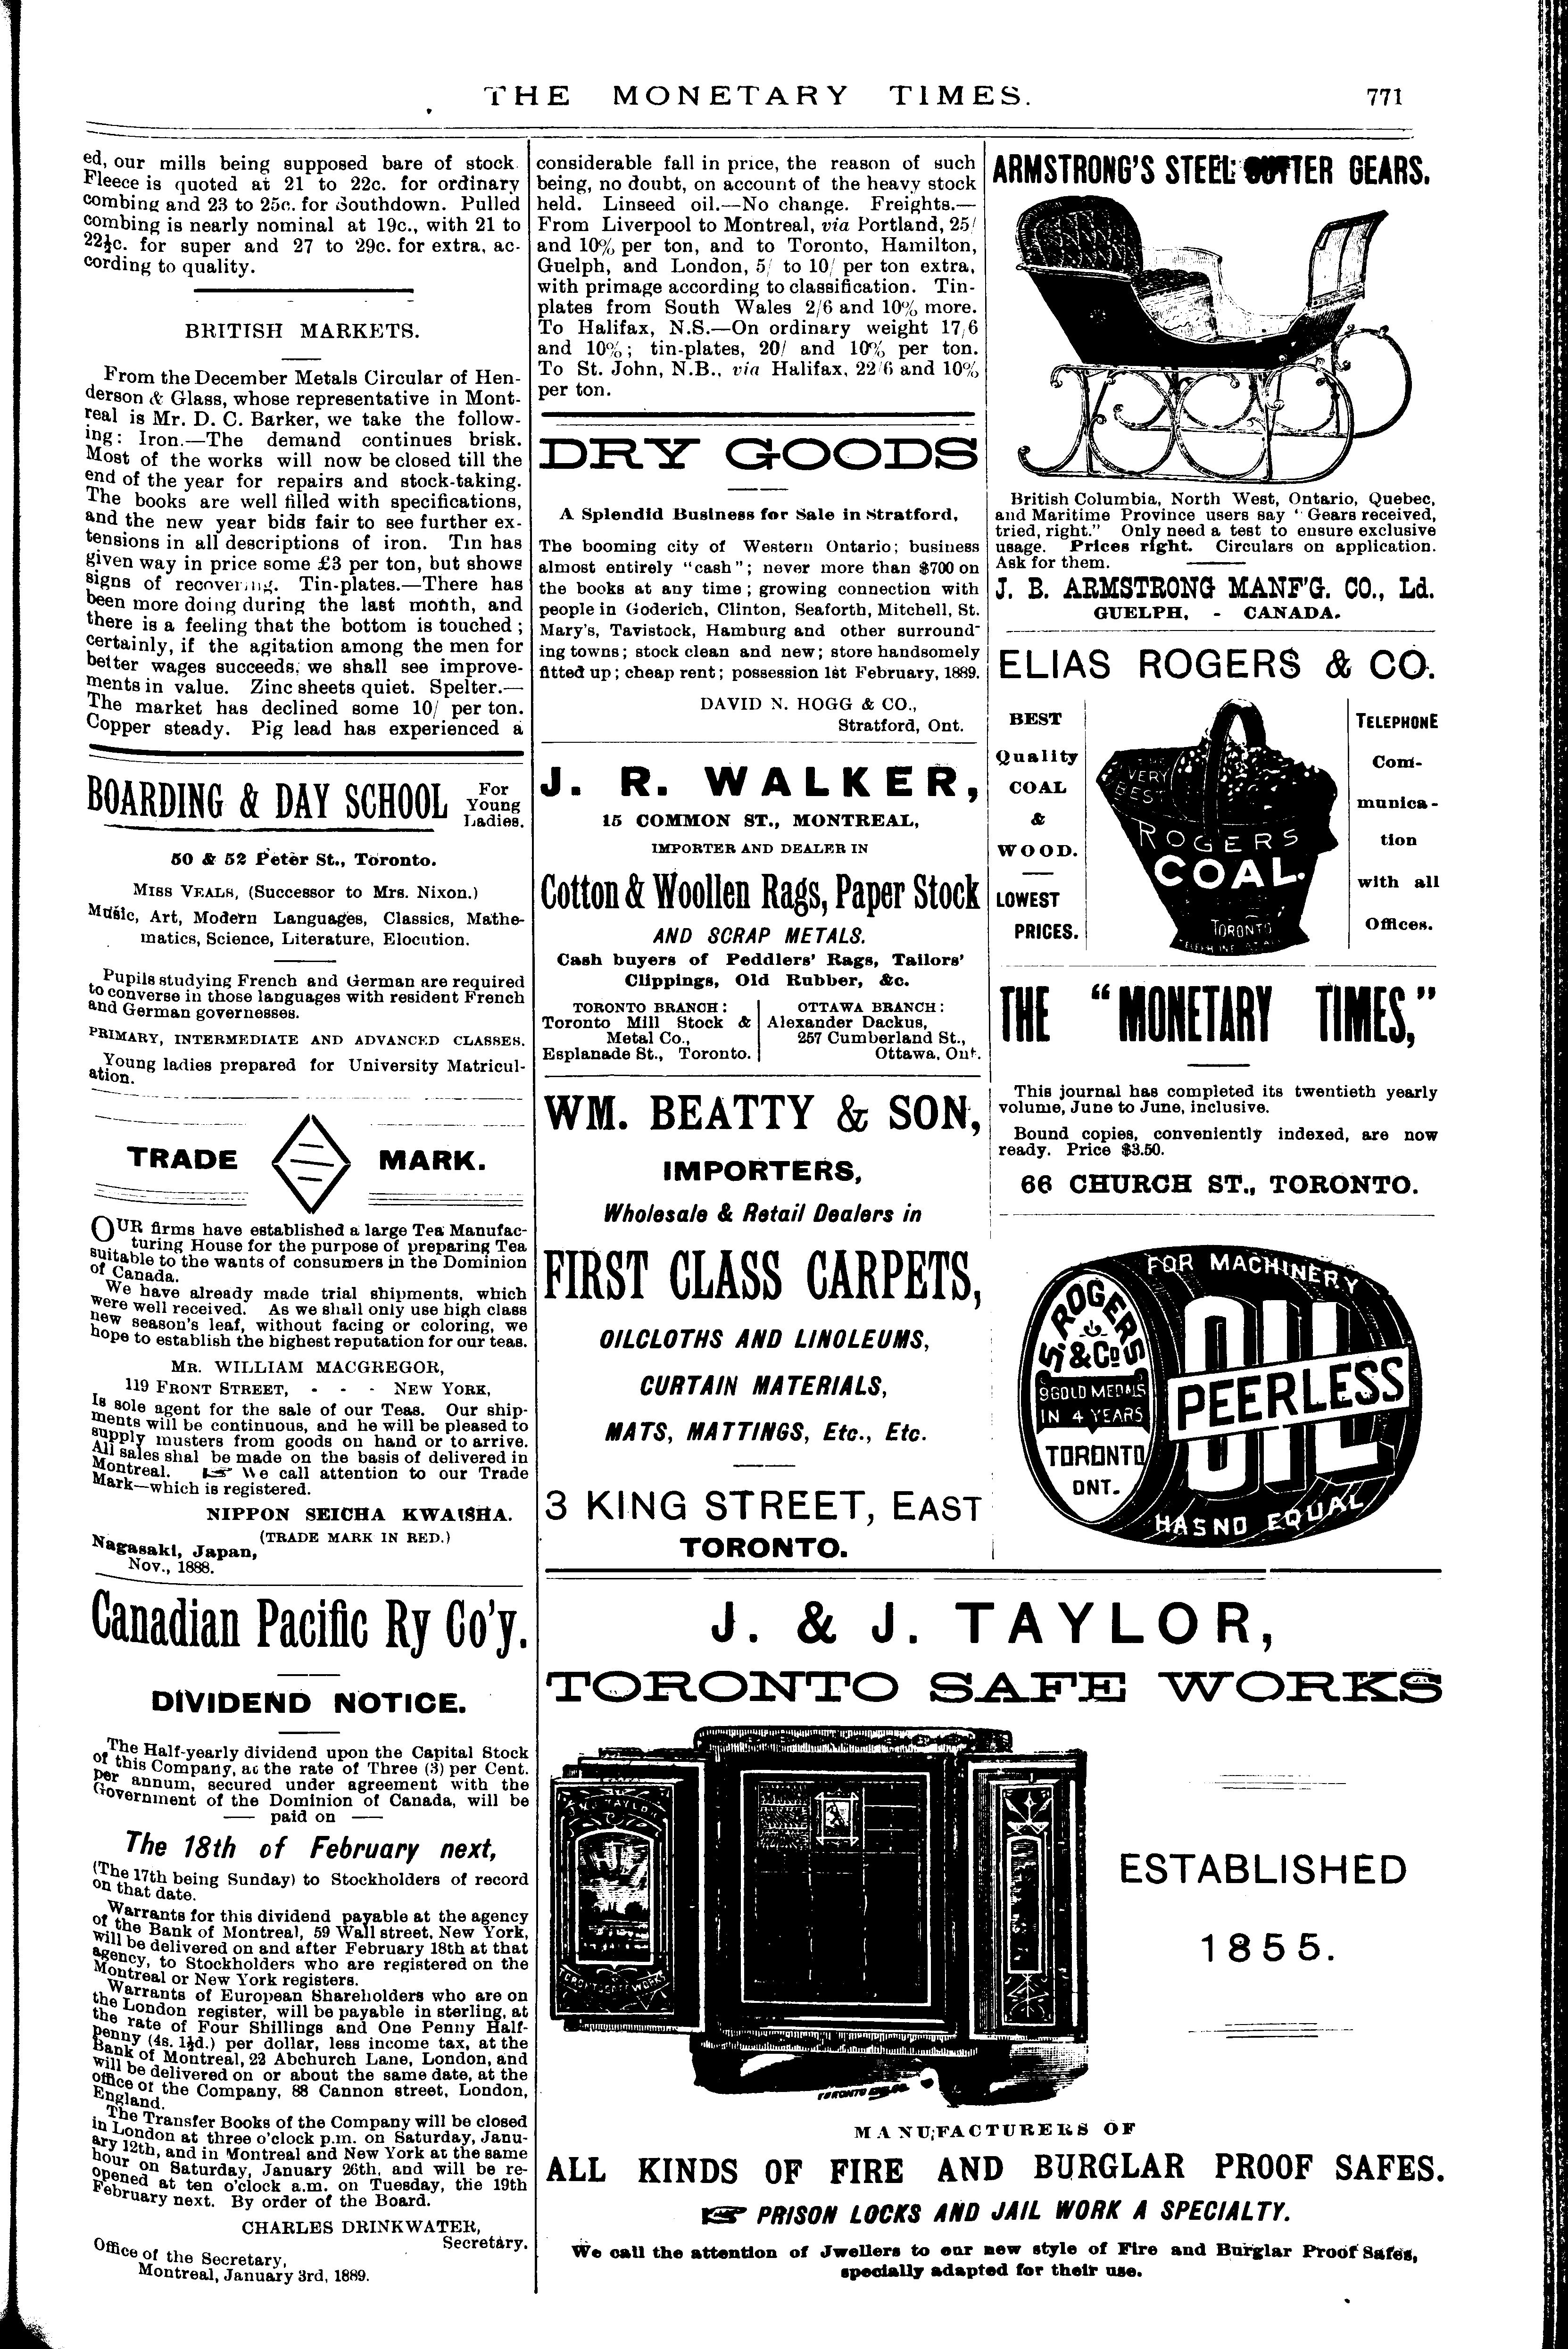 THE MONETARY TIMES.
771
ed, our mills being supposed bare of stock
Fleece is quoted at 21 to 22c. for ordinary
combing and 23 to 25c. for Southdown. Pulled
combing is nearly nominal at 19c., with 21 to
22½c. for super and 27 to 29c. for extra, ac-
cording to quality.
BRITISH MARKETS.
From the December Metals Circular of Hen-
derson & Glass, whose representative in Mont-
real is Mr. D. C. Barker, we take the follow-
ing: Iron.—The demand continues brisk.
Most of the works will now be closed till the
end of the year for repairs and stock-taking.
The books are well filled with specifications,
and the new year bids fair to see further ex-
tensions in all descriptions of iron. Tin has
given way in price some £3 per ton, but shows
signs of recovering. Tin-plates.—There has
been more doing during the last month, and
there is a feeling that the bottom is touched;
certainly, if the agitation among the men for
better wages succeeds, we shall see improve-
ments in value. Zinc sheets quiet. Spelter.—
The market has declined some 10/ per ton.
Copper steady. Pig lead has experienced a
BOARDING & DAY SCHOOL
For
Young
Ladies.
50 & 52 Peter St., Toronto.
MISS VEALS, (Successor to Mrs. Nixon.)
Music, Art, Modern Languages, Classics, Mathe-
matics, Science, Literature, Elocution.
Pupils studying French and German are required
to converse in those languages with resident French
and German governesses.
PRIMARY, INTERMEDIATE AND ADVANCED CLASSES.
Young ladies prepared for University Matricul-
ation.
TRADE MARK.
OUR firms have established a large Tea Manufac-
turing House for the purpose of preparing Tea
suitable to the wants of consumers in the Dominion
of Canada.
We have already made trial shipments, which
were well received. As we shall only use high class
new season's leaf, without facing or coloring, we
hope to establish the highest reputation for our teas.
MR. WILLIAM MACGREGOR,
119 FRONT STREET, - - - NEW YORK,
Is sole agent for the sale of our Teas. Our ship-
ments will be continuous, and he will be pleased to
supply musters from goods on hand or to arrive.
All sales shal be made on the basis of delivered in
Montreal. ☞ We call attention to our Trade
Mark—which is registered.
NIPPON SEICHA KWAISHA.
(TRADE MARK IN RED.)
Nagasaki, Japan,
Nov., 1888.
Canadian Pacific Ry Co'y.
DIVIDEND NOTICE.
The Half-yearly dividend upon the Capital Stock
of this Company, at the rate of Three (3) per Cent.
per annum, secured under agreement with the
Government of the Dominion of Canada, will be
— paid on —
The 18th of February next,
(The 17th being Sunday) to Stockholders of record
on that date.
Warrants for this dividend payable at the agency
of the Bank of Montreal, 59 Wall street, New York,
will be delivered on and after February 18th at that
agency, to Stockholders who are registered on the
Montreal or New York registers.
Warrants of European Shareholders who are on
the London register, will be payable in sterling, at
the rate of Four Shillings and One Penny Half-
penny (4s. 1½d.) per dollar, less income tax, at the
Bank of Montreal, 22 Abchurch Lane, London, and
will be delivered on or about the same date, at the
office of the Company, 88 Cannon street, London,
England.
The Transfer Books of the Company will be closed
in London at three o'clock p.m. on Saturday, Janu-
ary 12th, and in Montreal and New York at the same
hour on Saturday, January 26th, and will be re-
opened at ten o'clock a.m. on Tuesday, the 19th
February next. By order of the Board.
CHARLES DRINKWATER,
Secretary.
Office of the Secretary,
Montreal, January 3rd, 1889.
considerable fall in price, the reason of such
being, no doubt, on account of the heavy stock
held. Linseed oil.—No change. Freights.—
From Liverpool to Montreal, via Portland, 25/
and 10% per ton, and to Toronto, Hamilton,
Guelph, and London, 5/ to 10/ per ton extra,
with primage according to classification. Tin-
plates from South Wales 2/6 and 10% more.
To Halifax, N.S.—On ordinary weight 17/6
and 10%; tin-plates, 20/ and 10% per ton.
To St. John, N.B., via Halifax, 22/6 and 10%
per ton.
DRY GOODS
A Splendid Business for Sale in Stratford,
The booming city of Western Ontario; business
almost entirely "cash"; never more than $700 on
the books at any time; growing connection with
people in Goderich, Clinton, Seaforth, Mitchell, St.
Mary's, Tavistock, Hamburg and other surround-
ing towns; stock clean and new; store handsomely
fitted up; cheap rent; possession 1st February, 1889.
DAVID N. HOGG & CO.,
Stratford, Ont.
J. R. WALKER,
15 COMMON ST., MONTREAL,
IMPORTER AND DEALER IN
Cotton & Woollen Rags, Paper Stock
AND SCRAP METALS.
Cash buyers of Peddlers' Rags, Tailors'
Clippings, Old Rubber, &c.
TORONTO BRANCH:
Toronto Mill Stock &
Metal Co.,
Esplanade St., Toronto.
OTTAWA BRANCH:
Alexander Dackus,
257 Cumberland St.,
Ottawa, Ont.
WM. BEATTY & SON,
IMPORTERS,
Wholesale & Retail Dealers in
FIRST CLASS CARPETS,
OILCLOTHS AND LINOLEUMS,
CURTAIN MATERIALS,
MATS, MATTINGS, Etc., Etc.
3 KING STREET, EAST
TORONTO.
ARMSTRONG'S STEEL CUTTER GEARS.
British Columbia, North West, Ontario, Quebec,
and Maritime Province users say "Gears received,
tried, right." Only need a test to ensure exclusive
usage. Prices right. Circulars on application.
Ask for them.
J. B. ARMSTRONG MANF'G. CO., Ld.
GUELPH, - CANADA.
ELIAS ROGERS & CO.
BEST
Quality
COAL
&
WOOD.
LOWEST
PRICES.
VERY
BEST
ROGERS
COAL.
TORONTO
TELEPHONE
Com-
munica-
tion
with all
Offices.
THE "MONETARY TIMES,"
This journal has completed its twentieth yearly
volume, June to June, inclusive.
Bound copies, conveniently indexed, are now
ready. Price $3.50.
66 CHURCH ST., TORONTO.
FOR MACHINERY
S. ROGERS
& Co
9 GOLD MEDALS
IN 4 YEARS
TORONTO
ONT.
OIL
PEERLESS
HAS NO EQUAL
J. & J. TAYLOR,
TORONTO SAFE WORKS
J. & J. TAYLOR
TORONTO SAFE WORKS
ESTABLISHED
1855.
MANUFACTURERS OF
ALL KINDS OF FIRE AND BURGLAR PROOF SAFES.
☞ PRISON LOCKS AND JAIL WORK A SPECIALTY.
We call the attention of Jwellers to our new style of Fire and Burglar Proof Safes,
specially adapted for their use.